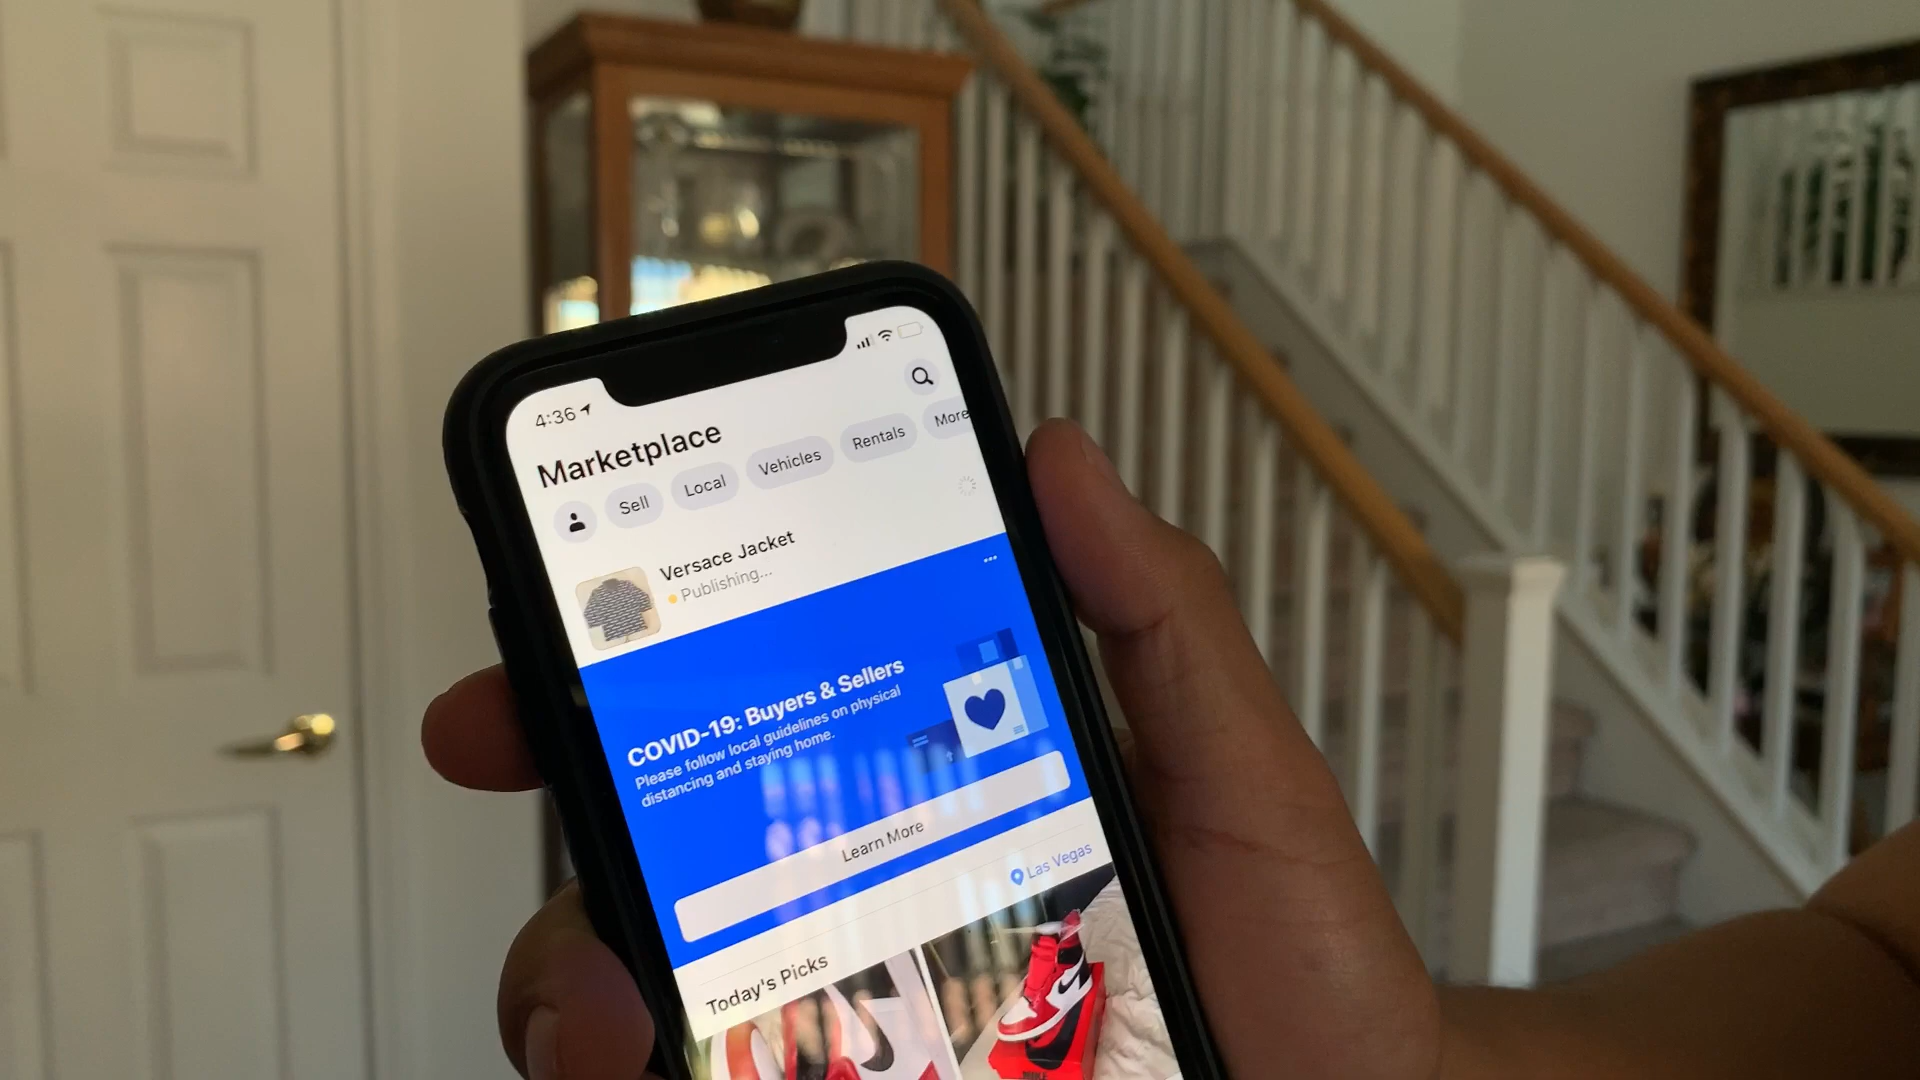 4:36
Marketplace
Sell
Local
Vehicles
Rentals
More
Versace Jacket
Publishing...
COVID-19: Buyers & Sellers
Please follow local guidelines on physical
distancing and staying home.
Learn More
Las Vegas
Today's Picks
NIKE